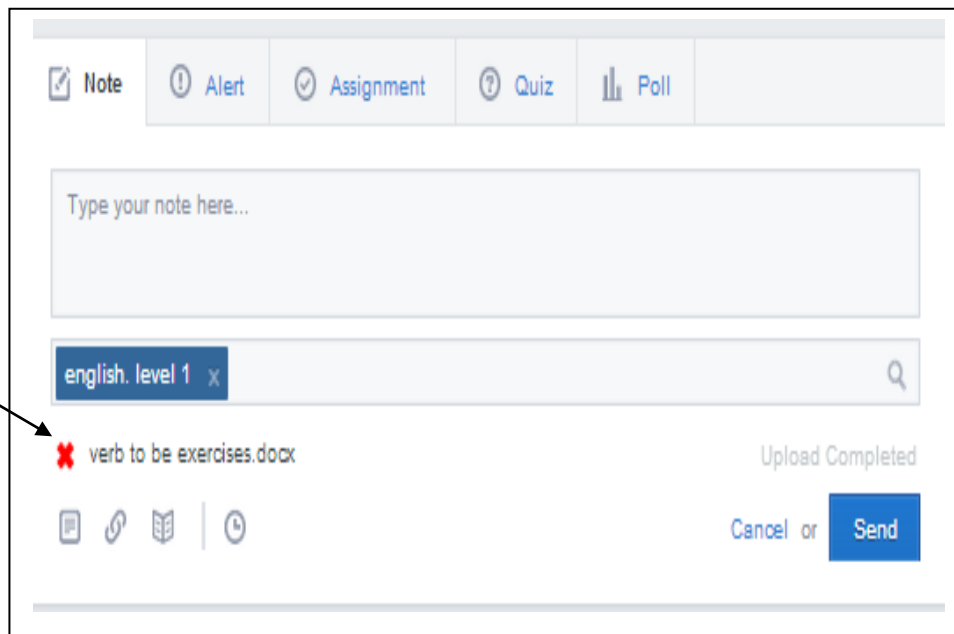 Note Alert Assignment Quiz Poll
Type your note here...
english. level 1 x
verb to be exercises.docx Upload Completed
Cancel or Send